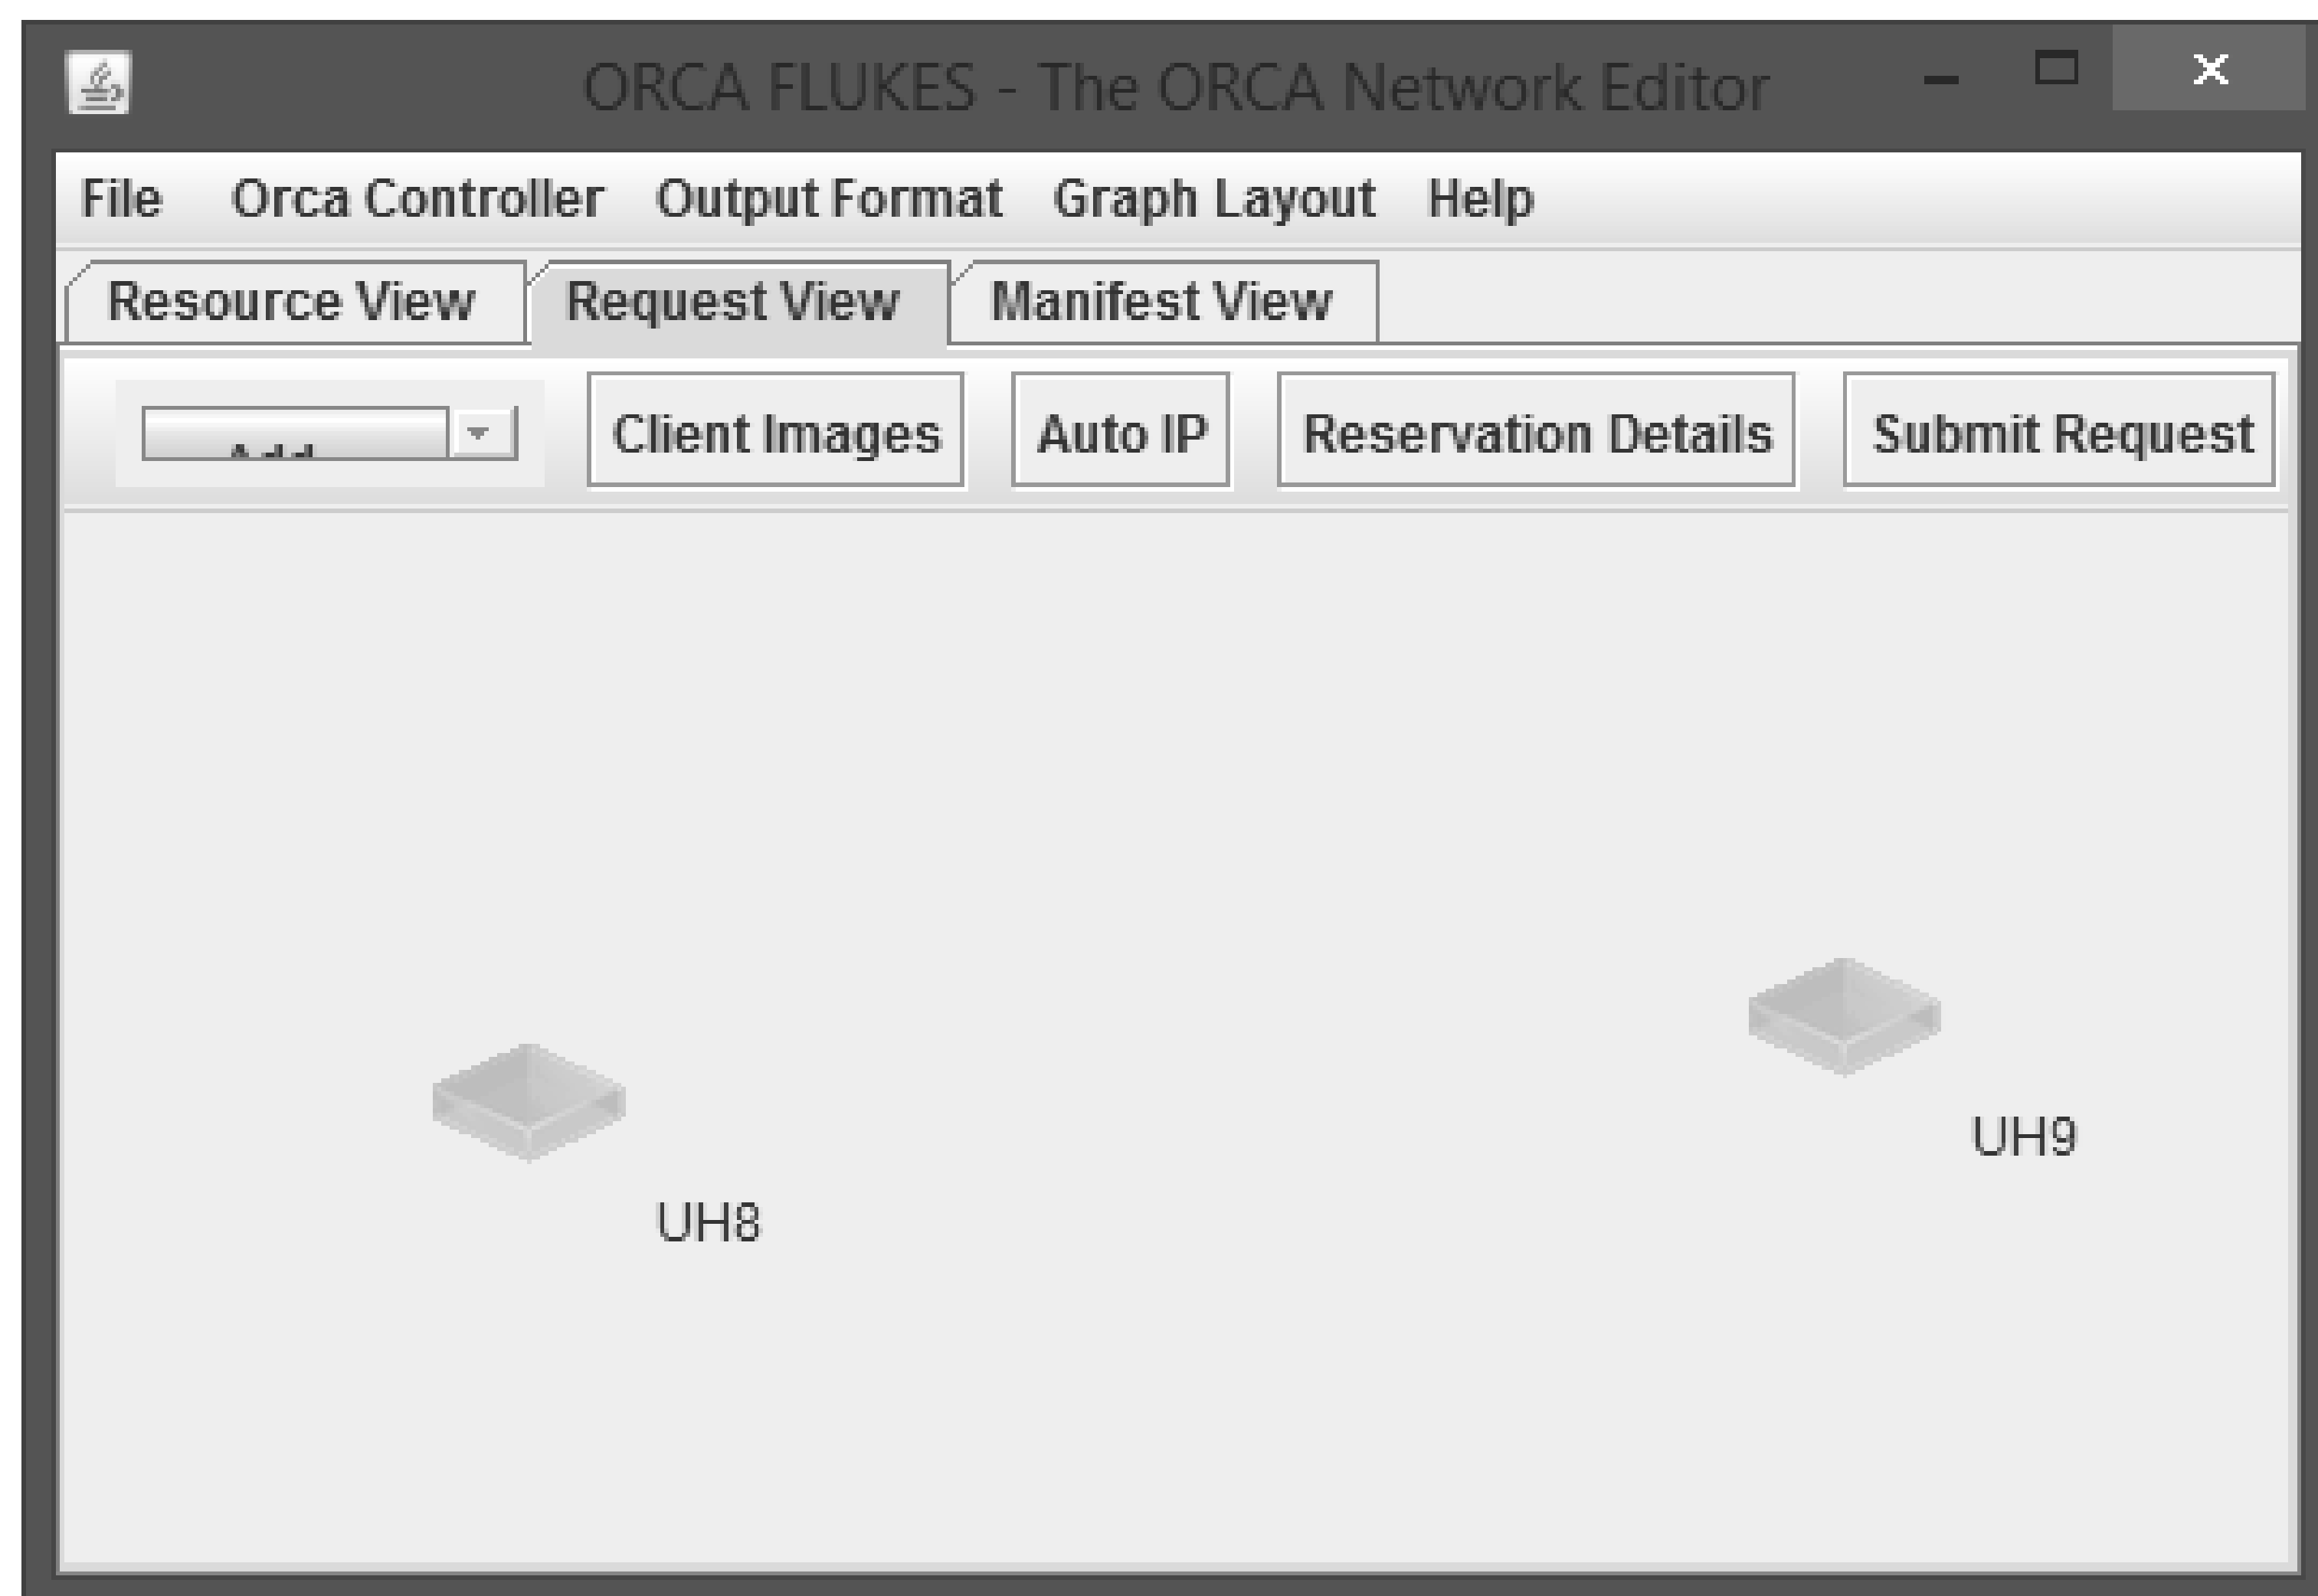 ORCA FLUKES - The ORCA Network Editor
File Orca Controller Output Format Graph Layout Help
Resource View Request View Manifest View
Client Images Auto IP Reservation Details Submit Request
UH9
UH8